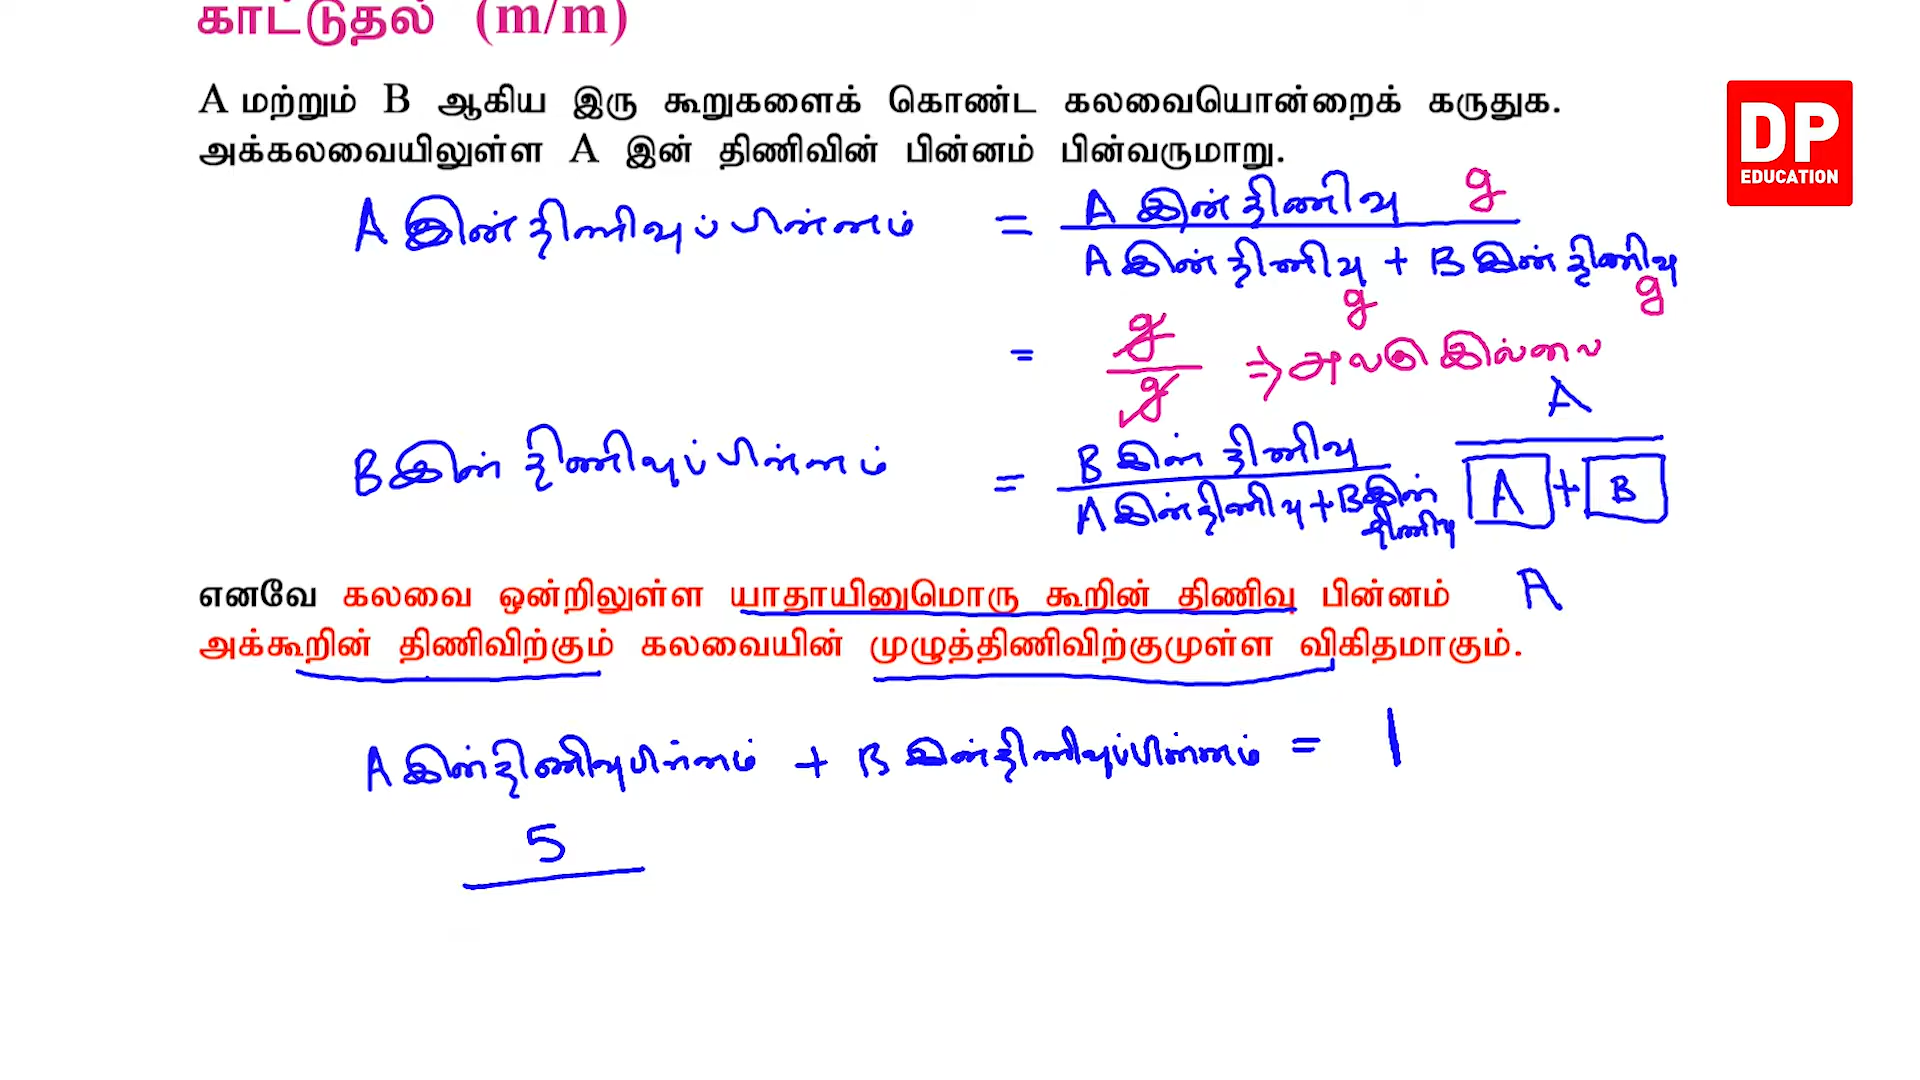 காட்டுதல் (m/m)
A மற்றும் B ஆகிய இரு கூறுகளைக் கொண்ட கலவையொன்றைக் கருதுக.
அக்கலவையிலுள்ள A இன் திணிவின் பின்னம் பின்வருமாறு.
DP
EDUCATION
A இன் திணிவுப்பின்னம் = A இன் திணிவு g
A இன் திணிவு + B இன் திணிவு
g g
= g
g ⇒ அலகு இல்லை
B இன் திணிவுப்பின்னம் = B இன் திணிவு
A இன் திணிவு + B இன்
திணிவு
A
A + B
எனவே கலவை ஒன்றிலுள்ள யாதாயினுமொரு கூறின் திணிவு பின்னம் A
அக்கூறின் திணிவிற்கும் கலவையின் முழுத்திணிவிற்குமுள்ள விகிதமாகும்.
A இன் திணிவுபின்னம் + B இன் திணிவுப்பின்னம் = 1
5